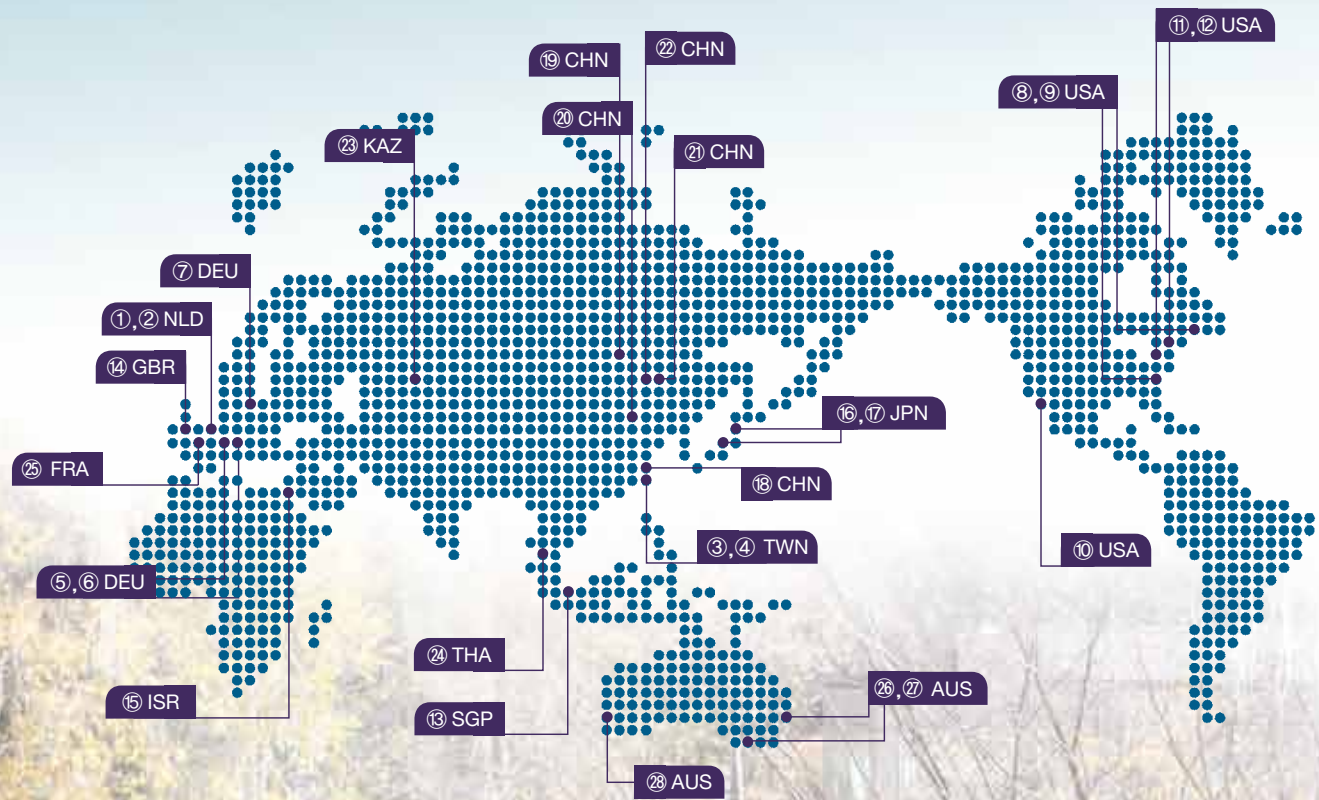 ⑪,⑫ USA
⑲ CHN
㉒ CHN
⑧,⑨ USA
⑳ CHN
㉓ KAZ
㉑ CHN
⑦ DEU
①,② NLD
⑭ GBR
⑯,⑰ JPN
㉕ FRA
⑱ CHN
③,④ TWN
⑩ USA
⑤,⑥ DEU
㉔ THA
㉖,㉗ AUS
⑮ ISR
⑬ SGP
㉘ AUS